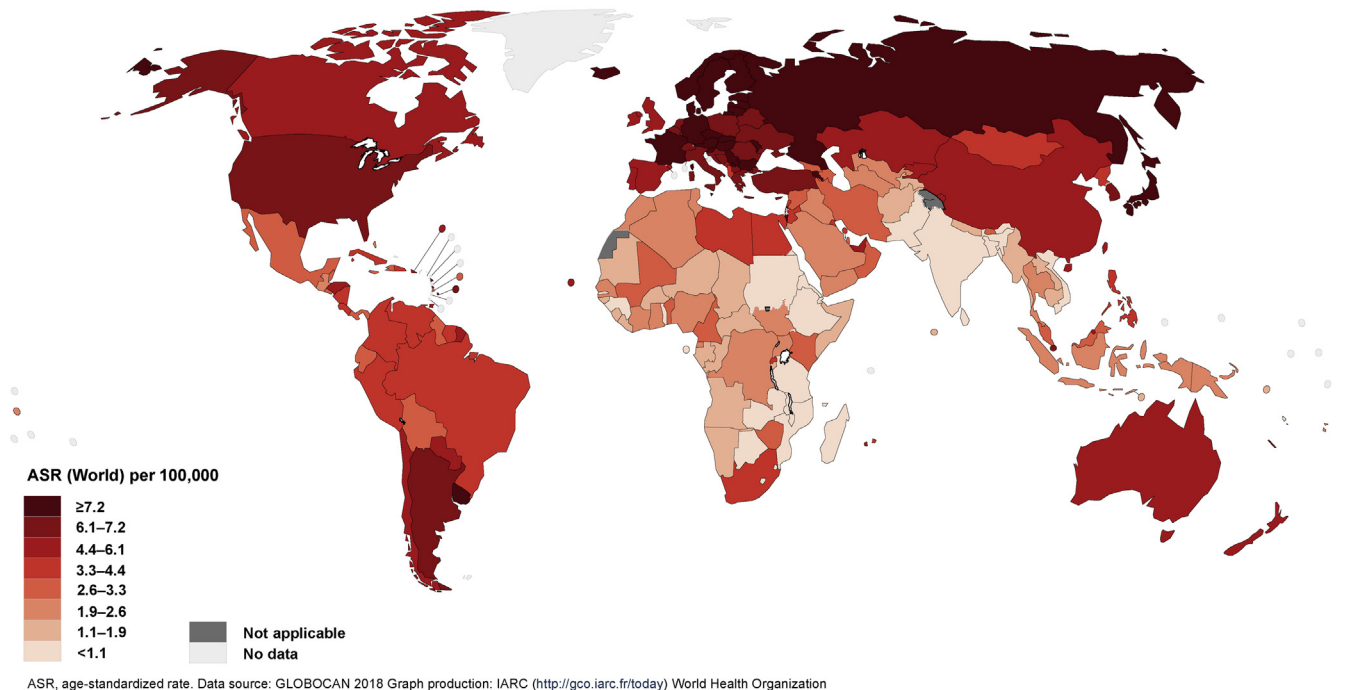 ASR (World) per 100,000
≥7.2
6.1–7.2
4.4–6.1
3.3–4.4
2.6–3.3
1.9–2.6
1.1–1.9
<1.1
Not applicable
No data
ASR, age-standardized rate. Data source: GLOBOCAN 2018 Graph production: IARC (http://gco.iarc.fr/today) World Health Organization